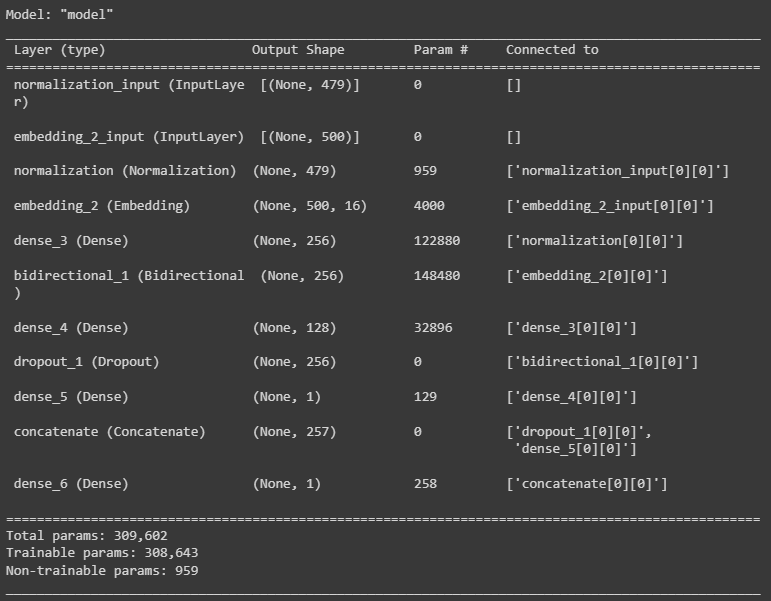 Model: "model"
__________________________________________________________________________________________________
 Layer (type)                   Output Shape         Param #     Connected to
==================================================================================================
 normalization_input (InputLaye  [(None, 479)]       0           []
 r)
 embedding_2_input (InputLayer)  [(None, 500)]       0           []
 normalization (Normalization)  (None, 479)          959         ['normalization_input[0][0]']
 embedding_2 (Embedding)        (None, 500, 16)      4000        ['embedding_2_input[0][0]']
 dense_3 (Dense)                (None, 256)          122880      ['normalization[0][0]']
 bidirectional_1 (Bidirectional  (None, 256)         148480      ['embedding_2[0][0]']
 )
 dense_4 (Dense)                (None, 128)          32896       ['dense_3[0][0]']
 dropout_1 (Dropout)            (None, 256)          0           ['bidirectional_1[0][0]']
 dense_5 (Dense)                (None, 1)            129         ['dense_4[0][0]']
 concatenate (Concatenate)      (None, 257)          0           ['dropout_1[0][0]',
                                                                  'dense_5[0][0]']
 dense_6 (Dense)                (None, 1)            258         ['concatenate[0][0]']
==================================================================================================
Total params: 309,602
Trainable params: 308,643
Non-trainable params: 959
__________________________________________________________________________________________________